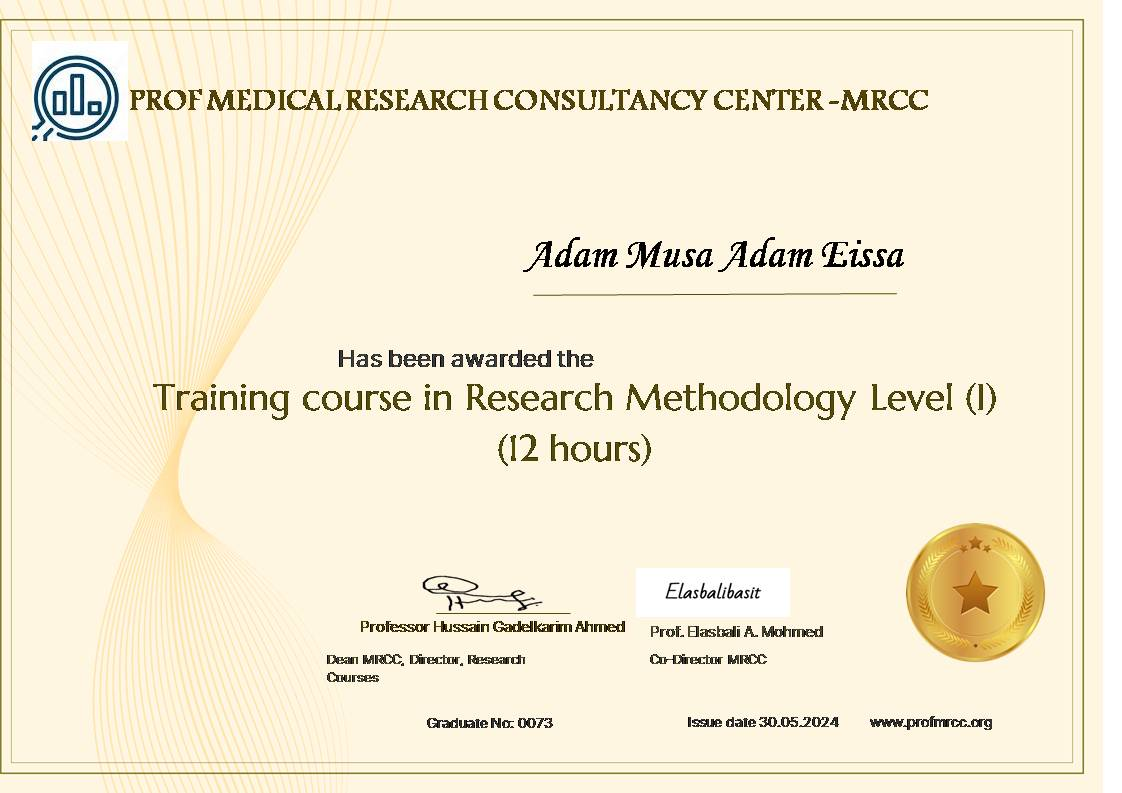 PROF MEDICAL RESEARCH CONSULTANCY CENTER -MRCC
Adam Musa Adam Eissa
Has been awarded the
Training course in Research Methodology Level (I)
(12 hours)
Elasbalibasit
Professor Hussain Gadelkarim Ahmed
Prof. Elasbali A. Mohmed
Dean MRCC, Director, Research
Courses
Co-Director MRCC
Graduate No: 0073
Issue date 30.05.2024
www.profmrcc.org